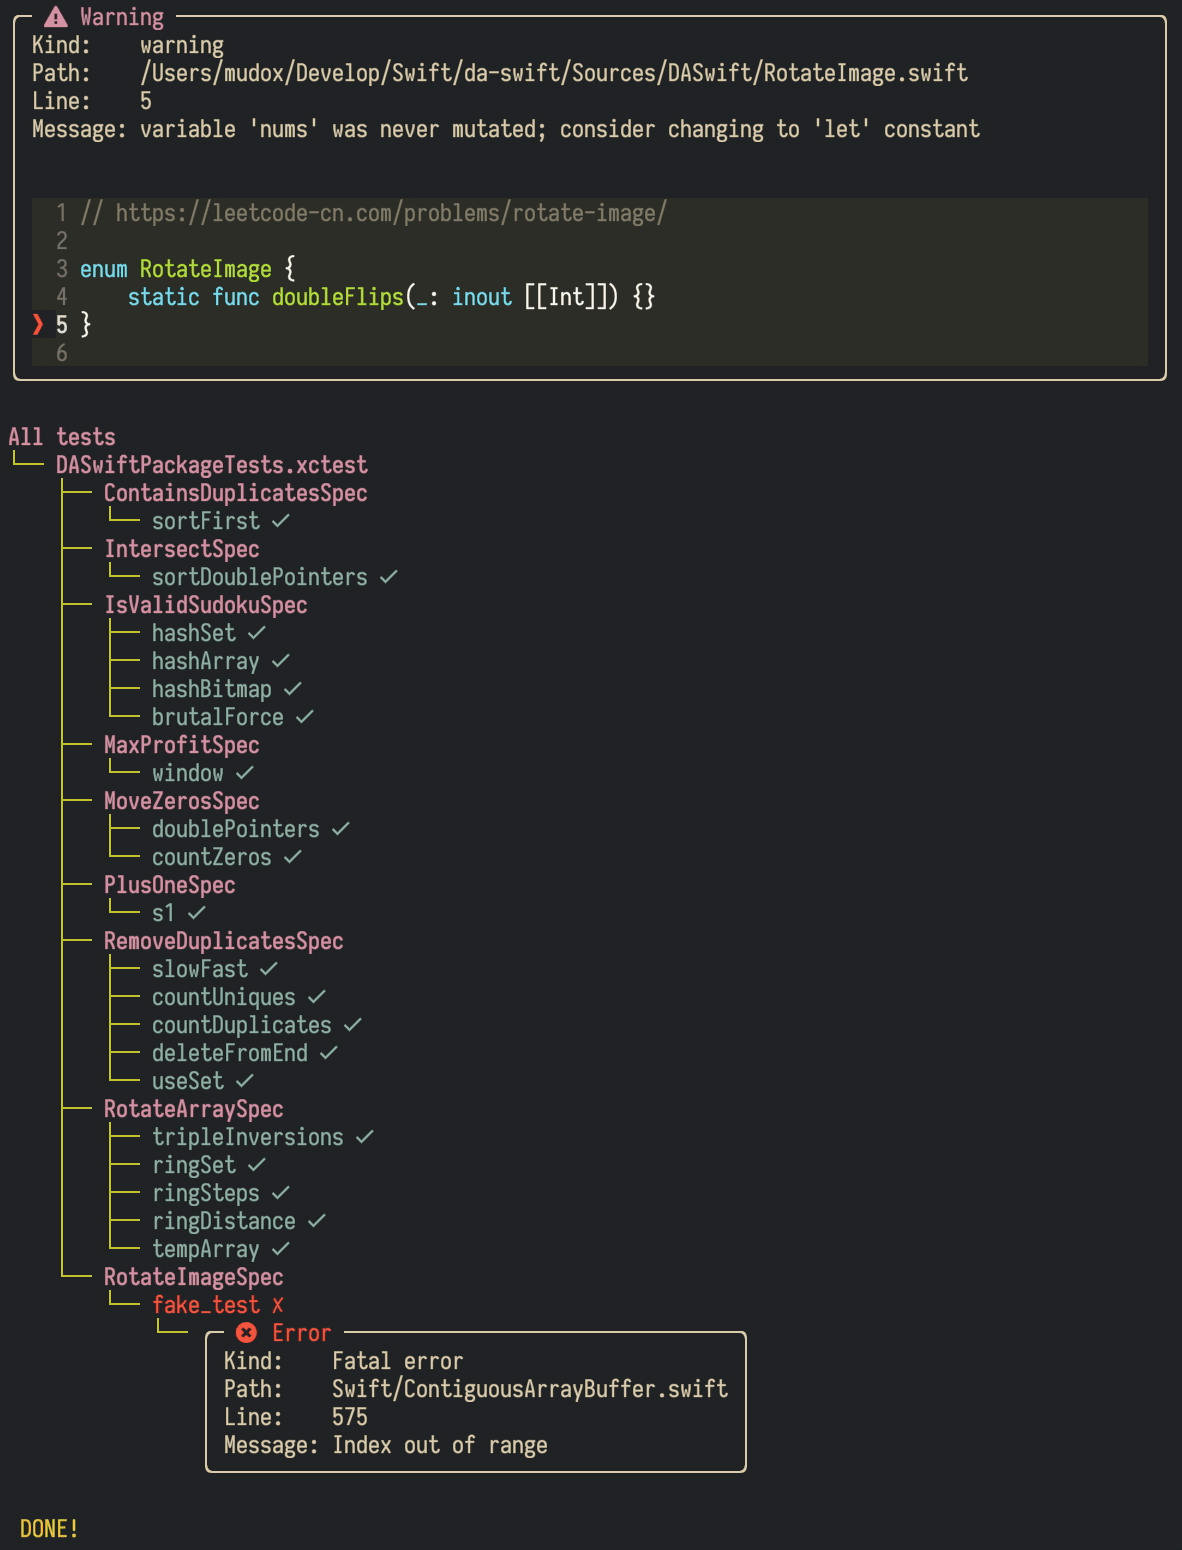 Warning
Kind:    warning
Path:    /Users/mudox/Develop/Swift/da-swift/Sources/DASwift/RotateImage.swift
Line:    5
Message: variable 'nums' was never mutated; consider changing to 'let' constant
1 // https://leetcode-cn.com/problems/rotate-image/
2
3 enum RotateImage {
4     static func doubleFlips(_: inout [[Int]]) {}
❯ 5 }
6
All tests
└── DASwiftPackageTests.xctest
├── ContainsDuplicatesSpec
└── sortFirst ✓
├── IntersectSpec
└── sortDoublePointers ✓
├── IsValidSudokuSpec
├── hashSet ✓
├── hashArray ✓
├── hashBitmap ✓
└── brutalForce ✓
├── MaxProfitSpec
└── window ✓
├── MoveZerosSpec
├── doublePointers ✓
└── countZeros ✓
├── PlusOneSpec
└── s1 ✓
├── RemoveDuplicatesSpec
├── slowFast ✓
├── countUniques ✓
├── countDuplicates ✓
├── deleteFromEnd ✓
└── useSet ✓
├── RotateArraySpec
├── tripleInversions ✓
├── ringSet ✓
├── ringSteps ✓
├── ringDistance ✓
└── tempArray ✓
└── RotateImageSpec
└── fake_test ✗
└── Error
Kind:    Fatal error
Path:    Swift/ContiguousArrayBuffer.swift
Line:    575
Message: Index out of range
DONE!